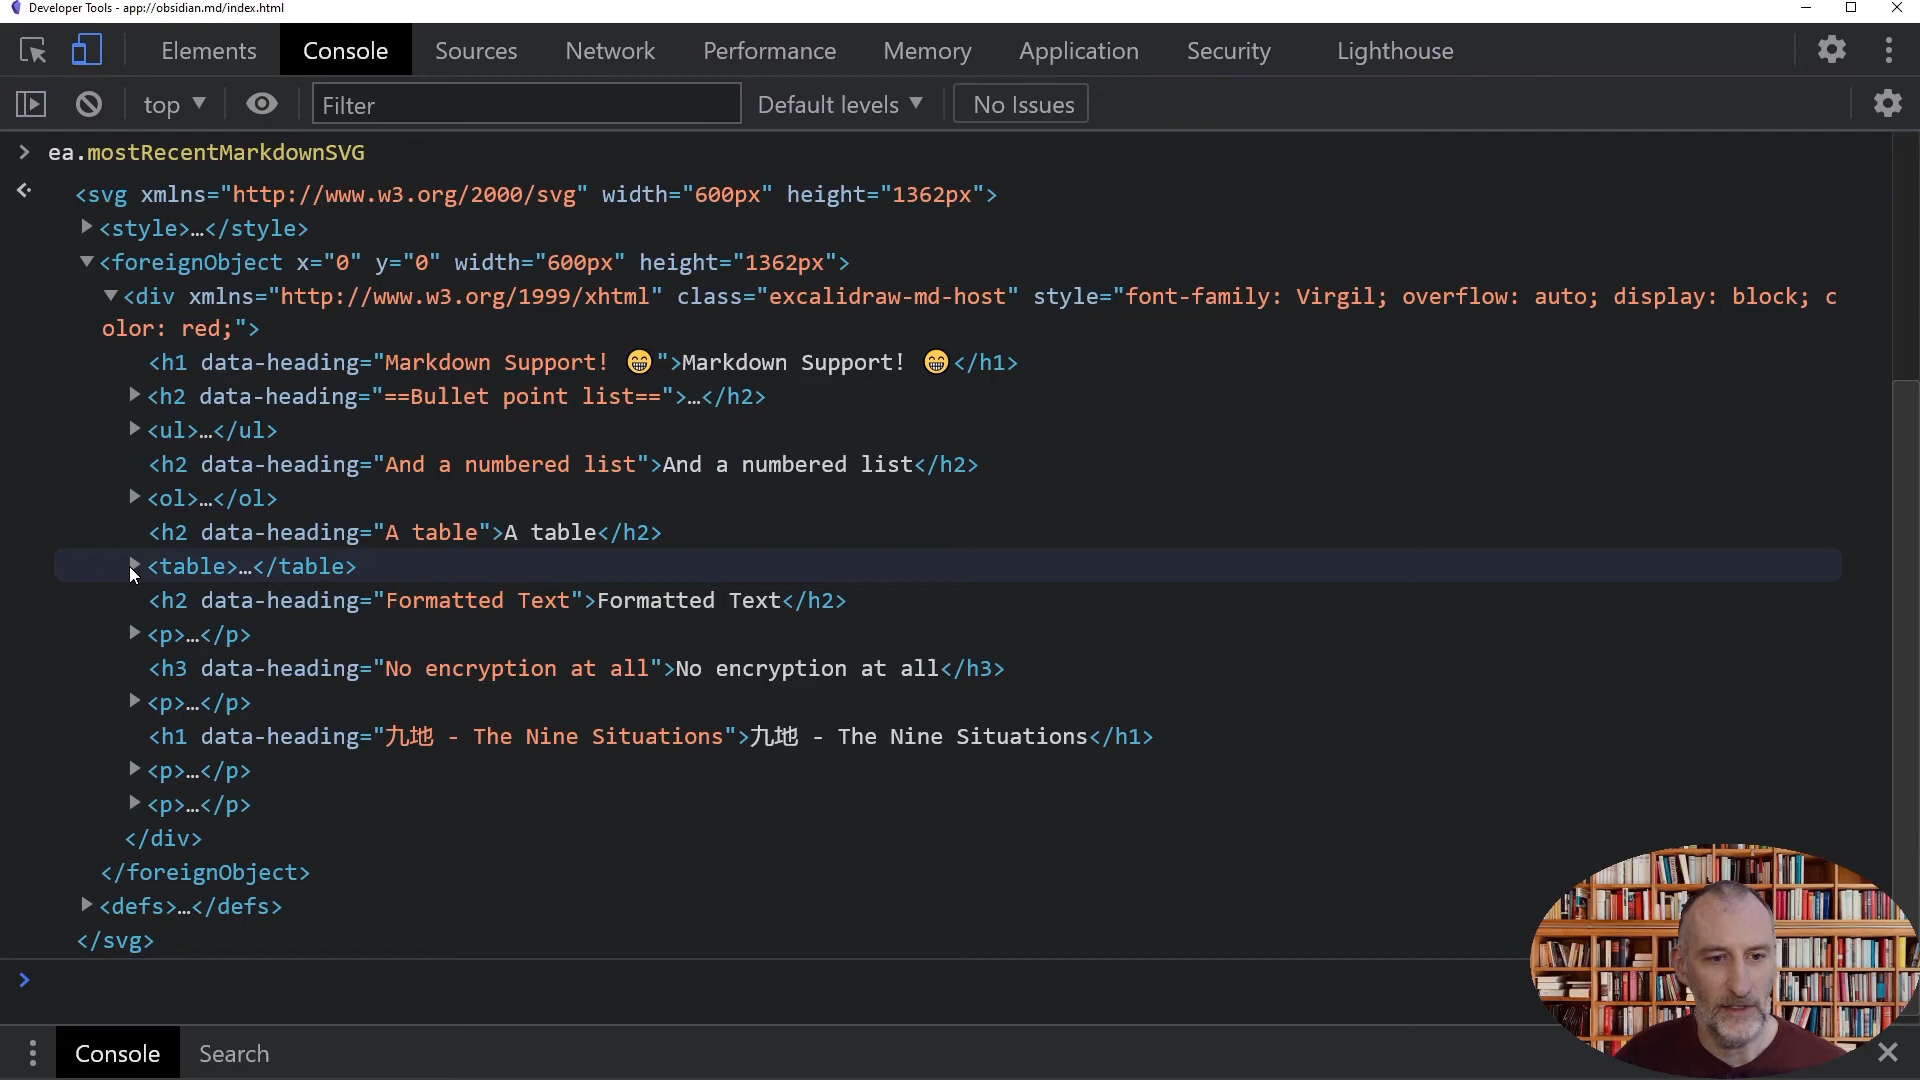 Developer Tools - app://obsidian.md/index.html
Elements Console Sources Network Performance Memory Application Security Lighthouse
top Filter Default levels No Issues
ea.mostRecentMarkdownSVG
<svg xmlns="http://www.w3.org/2000/svg" width="600px" height="1362px">
<style>…</style>
<foreignObject x="0" y="0" width="600px" height="1362px">
<div xmlns="http://www.w3.org/1999/xhtml" class="excalidraw-md-host" style="font-family: Virgil; overflow: auto; display: block; c
olor: red;">
<h1 data-heading="Markdown Support! 😁">Markdown Support! 😁</h1>
<h2 data-heading="==Bullet point list==">…</h2>
<ul>…</ul>
<h2 data-heading="And a numbered list">And a numbered list</h2>
<ol>…</ol>
<h2 data-heading="A table">A table</h2>
<table>…</table>
<h2 data-heading="Formatted Text">Formatted Text</h2>
<p>…</p>
<h3 data-heading="No encryption at all">No encryption at all</h3>
<p>…</p>
<h1 data-heading="九地 - The Nine Situations">九地 - The Nine Situations</h1>
<p>…</p>
<p>…</p>
</div>
</foreignObject>
<defs>…</defs>
</svg>
Console Search